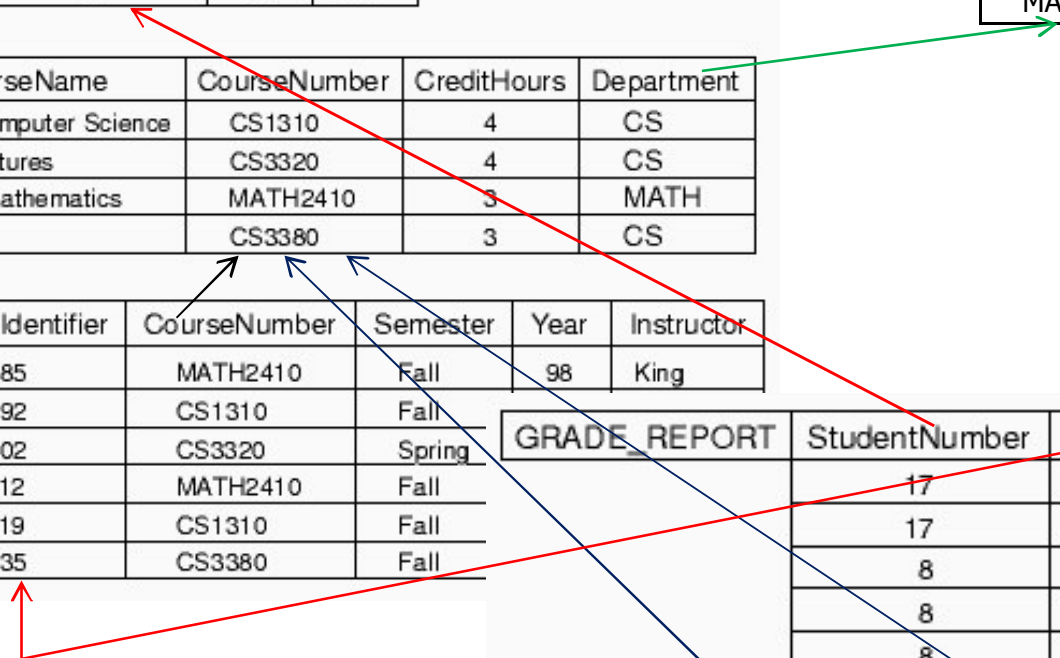 MA
rseName CourseNumber CreditHours Department
mputer Science CS1310 4 CS
tures CS3320 4 CS
athematics MATH2410 3 MATH
CS3380 3 CS
Identifier CourseNumber Semester Year Instructor
85 MATH2410 Fall 98 King
92 CS1310 Fall
02 CS3320 Spring
12 MATH2410 Fall
19 CS1310 Fall
35 CS3380 Fall
GRADE_REPORT StudentNumber
17
17
8
8
8